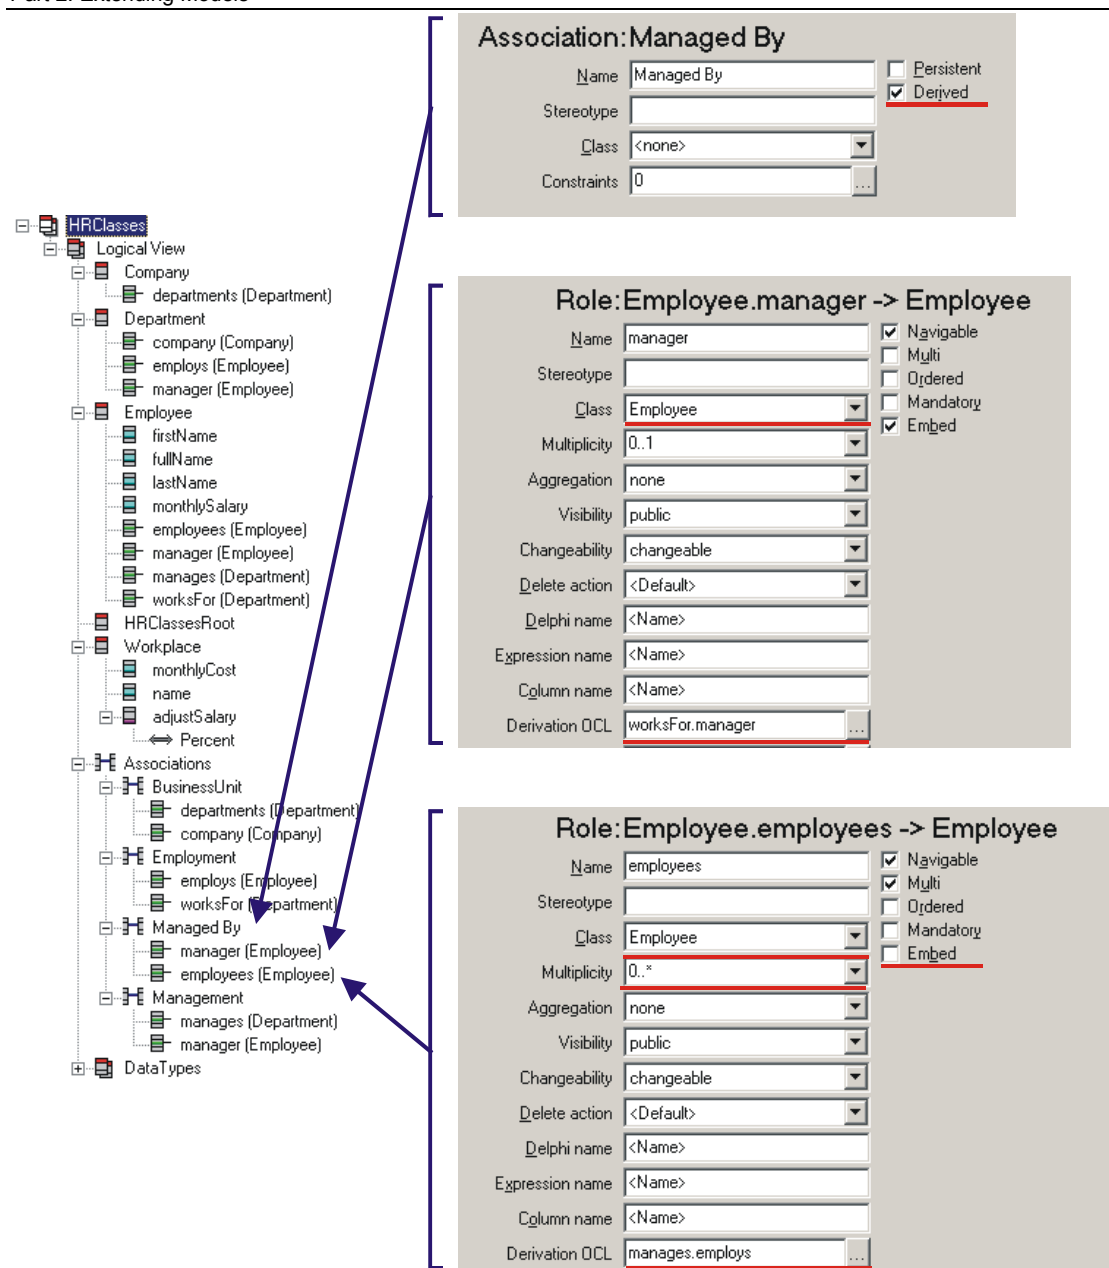 Part 2: Extending Models
Association:Managed By
Name Managed By
Persistent
Derived
Stereotype
Class <none>
Constraints 0 ...
HRClasses
Logical View
Company
departments (Department)
Department
company (Company)
employs (Employee)
manager (Employee)
Employee
firstName
fullName
lastName
monthlySalary
employees (Employee)
manager (Employee)
manages (Department)
worksFor (Department)
HRClassesRoot
Workplace
monthlyCost
name
adjustSalary
Percent
Associations
BusinessUnit
departments (Department)
company (Company)
Employment
employs (Employee)
worksFor (Department)
Managed By
manager (Employee)
employees (Employee)
Management
manages (Department)
manager (Employee)
DataTypes
Role:Employee.manager -> Employee
Name manager
Navigable
Multi
Stereotype
Ordered
Class Employee
Mandatory
Embed
Multiplicity 0..1
Aggregation none
Visibility public
Changeability changeable
Delete action <Default>
Delphi name <Name>
Expression name <Name>
Column name <Name>
Derivation OCL worksFor.manager ...
Role:Employee.employees -> Employee
Name employees
Navigable
Multi
Stereotype
Ordered
Class Employee
Mandatory
Embed
Multiplicity 0..*
Aggregation none
Visibility public
Changeability changeable
Delete action <Default>
Delphi name <Name>
Expression name <Name>
Column name <Name>
Derivation OCL manages.employs ...